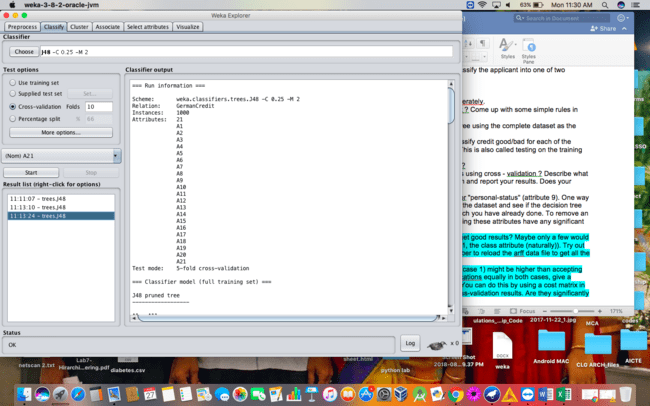 weka-3-8-2-oracle-jvm
98%
Mon 11:30 AM
Weka Explorer
Preprocess
Classify
Cluster
Associate
Select attributes
Visualize
Classifier
Choose
J48 -C 0.25 -M 2
Test options
Use training set
Supplied test set
Set...
Cross-validation Folds 10
Percentage split % 66
More options...
(Nom) A21
Start
Stop
Result list (right-click for options)
11:11:07 - trees.J48
11:13:10 - trees.J48
11:13:24 - trees.J48
Classifier output
=== Run information ===
Scheme: weka.classifiers.trees.J48 -C 0.25 -M 2
Relation: GermanCredit
Instances: 1000
Attributes: 21
A1
A2
A3
A4
A5
A6
A7
A8
A9
A10
A11
A12
A13
A14
A15
A16
A17
A18
A19
A20
A21
Test mode: 5-fold cross-validation
=== Classifier model (full training set) ===
J48 pruned tree
------------------
Status
OK
Log
x 0
Search in Document
Share
Styles
Styles
Pane
ssify the applicant into one of two
erately.
? Come up with some simple rules in
ree using the complete dataset as the
ssify credit good/bad for each of the
This is also called testing on the training
?
s using cross - validation ? Describe what
n and report your results. Does your
r "personal-status" (attribute 9). One way
the dataset and see if the decision tree
ch you have already done. To remove an
ing these attributes have any significant
get good results? Maybe only a few would
1, the class attribute (naturally)). Try out
ber to reload the arff data file to get all the
case 1) might be higher than accepting
ations equally in both cases, give a
You can do this by using a cost matrix in
ss-validation results. Are they significantly
Focus
171%
ulations_...ip_Code
2017-11-22_1.jpg
MCA
codes
weka
Android MAC
CLG ARCH_files
AICTE
netscan 2.txt
Lab7-
Hirarchi...ering.pdf
diabetes.csv
sheet.html
python lab
Screen Shot
2018-08...9.37 PM